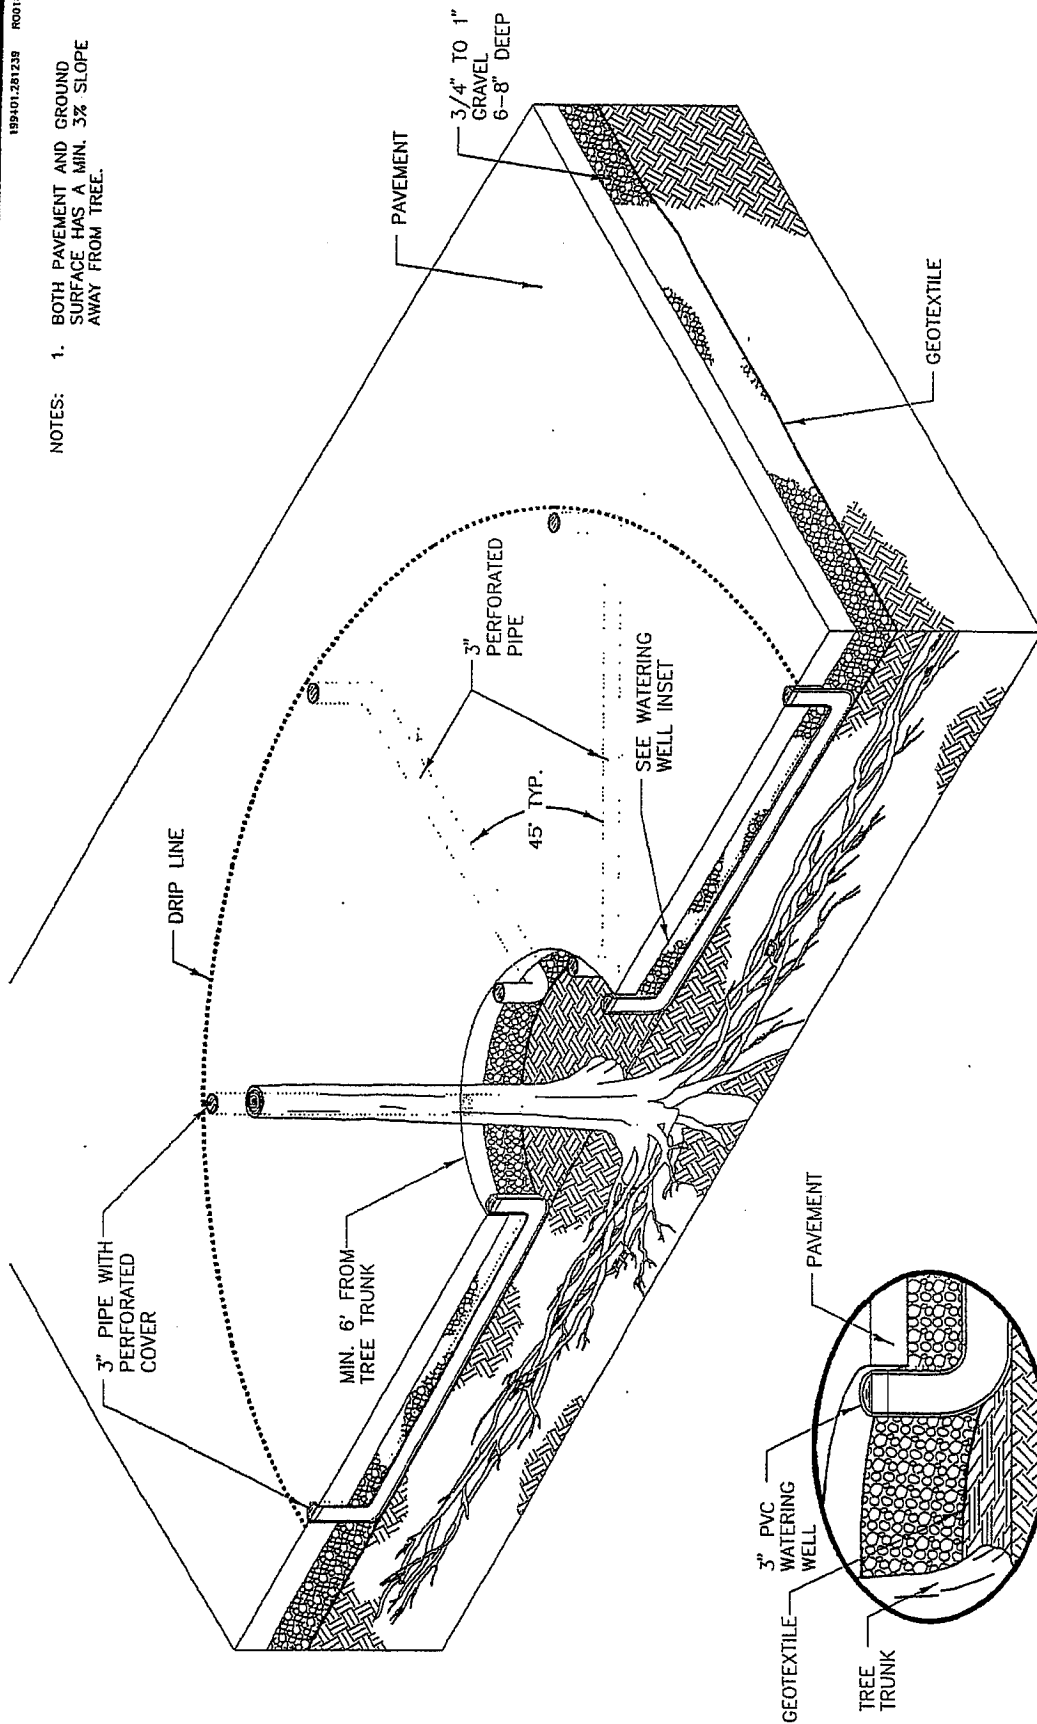 199401.281239 R001
NOTES: 1. BOTH PAVEMENT AND GROUND
SURFACE HAS A MIN. 3% SLOPE
AWAY FROM TREE.
3/4" TO 1"
GRAVEL
6-8" DEEP
PAVEMENT
GEOTEXTILE
DRIP LINE
3"
PERFORATED
PIPE
45° TYP.
SEE WATERING
WELL INSET
3" PIPE WITH
PERFORATED
COVER
MIN. 6' FROM
TREE TRUNK
PAVEMENT
3" PVC
WATERING
WELL
GEOTEXTILE
TREE
TRUNK